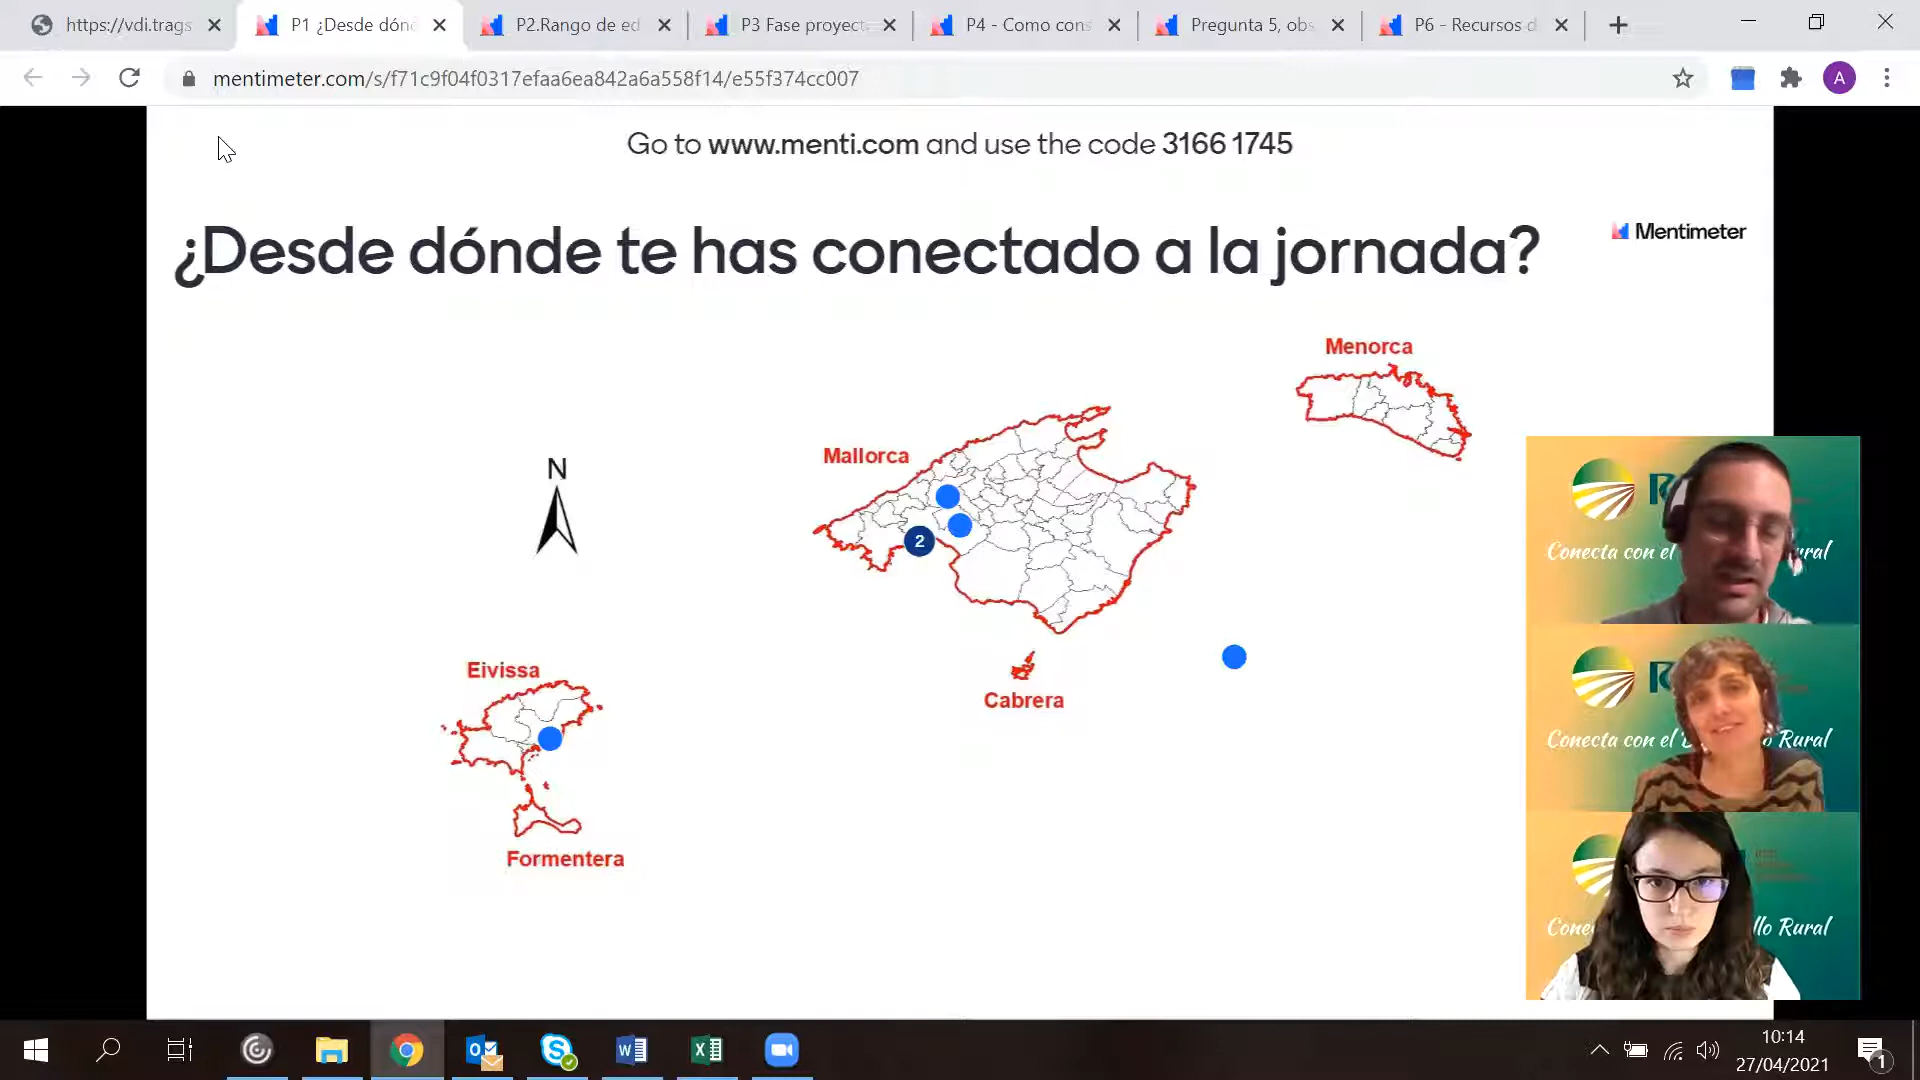 https://vdi.trags
P1 ¿Desde dónde
P2.Rango de ed
P3 Fase proyect
P4 - Como cons
Pregunta 5, obs
P6 - Recursos d
mentimeter.com/s/f71c9f04f0317efaa6ea842a6a558f14/e55f374cc007
A
Go to www.menti.com and use the code 3166 1745
¿Desde dónde te has conectado a la jornada?
Mentimeter
Menorca
Mallorca
N
2
Eivissa
Cabrera
Formentera
Conecta con el ural
Conecta con el D o Rural
Cone llo Rural
10:14
27/04/2021
1